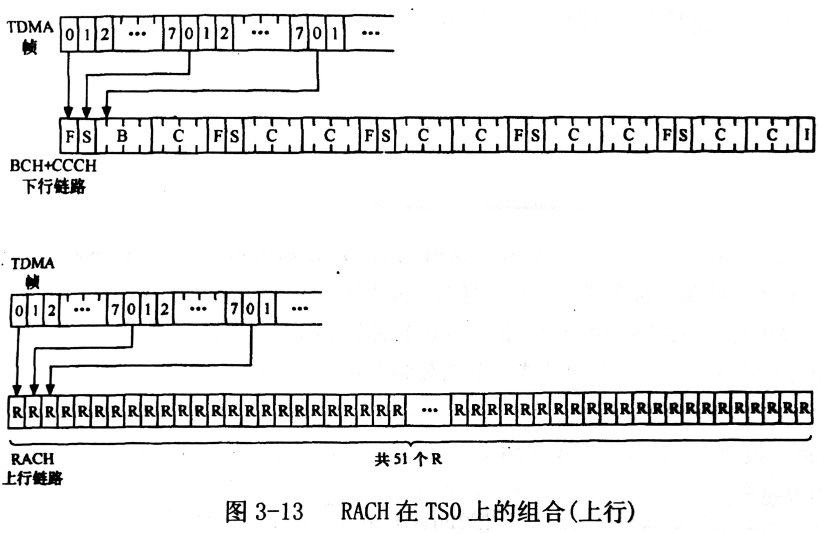 TDMA
帧
0 1 2 ··· 7 0 1 2 ··· 7 0 1 ···
F S B C F S C C F S C C F S C C F S C C I
BCH+CCCH
下行链路
TDMA
帧
0 1 2 ··· 7 0 1 2 ··· 7 0 1 ···
R R R R R R R R R R R R R R R R R R R R R R R R ··· R R R R R R R R R R R R R R R R R R R R R R
RACH
上行链路
共 51 个 R
图 3-13 RACH 在 TS0 上的组合(上行)